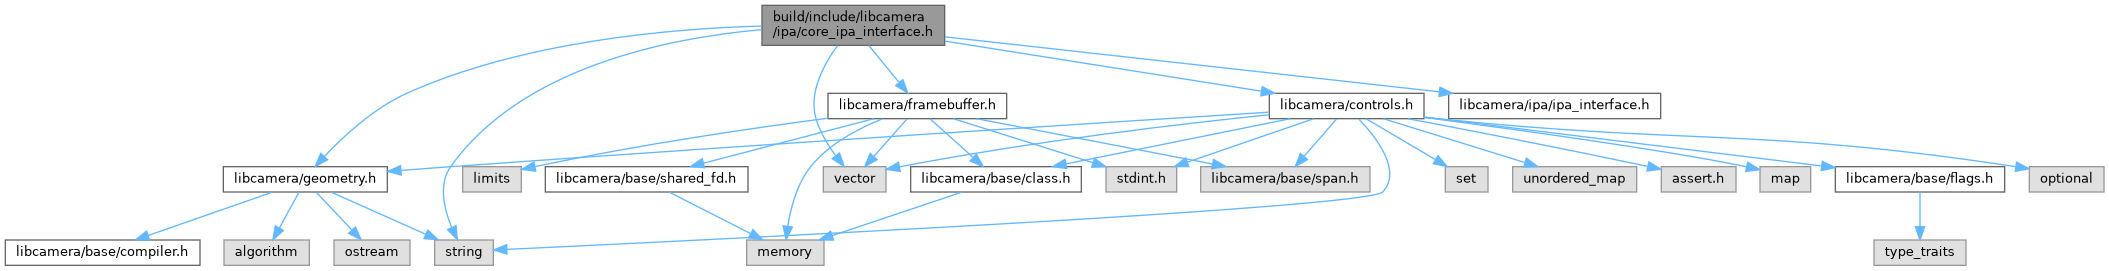 build/include/libcamera
/ipa/core_ipa_interface.h
libcamera/framebuffer.h
libcamera/controls.h
libcamera/ipa/ipa_interface.h
libcamera/geometry.h
limits
libcamera/base/shared_fd.h
vector
libcamera/base/class.h
stdint.h
libcamera/base/span.h
set
unordered_map
assert.h
map
libcamera/base/flags.h
optional
libcamera/base/compiler.h
algorithm
ostream
string
memory
type_traits